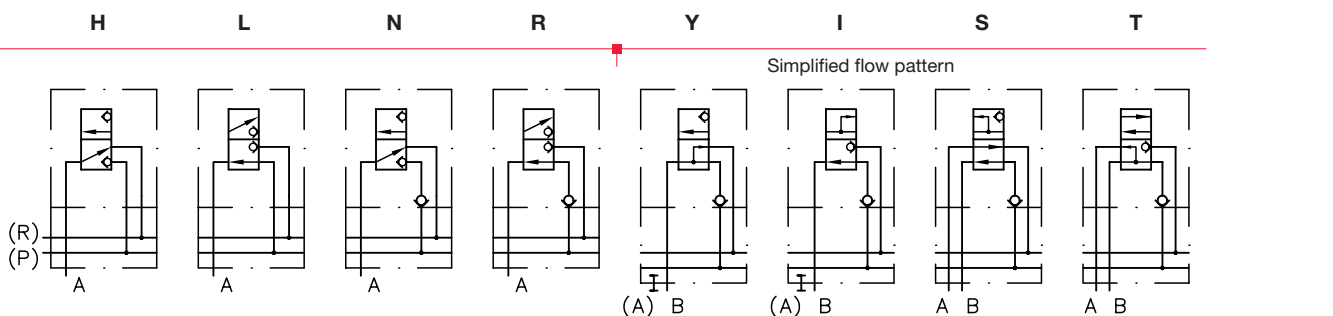 H L N R Y I S T
Simplified flow pattern
(R)
(P)
A A A A
(A) B (A) B A B A B